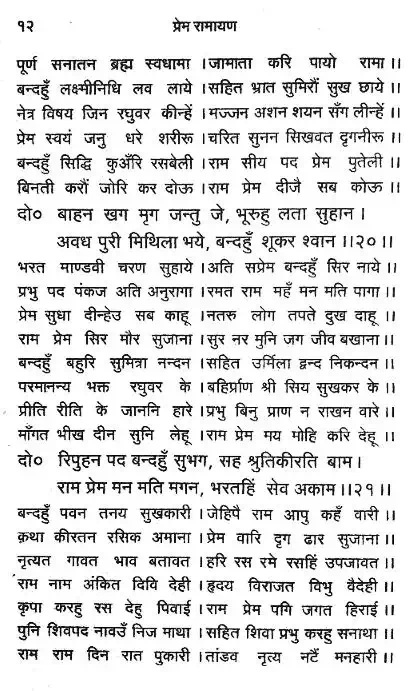 १२ प्रेम रामायण
पूर्ण सनातन ब्रह्म स्वधामा । जामाता करि पायो रामा ।।
बन्दहुँ लक्ष्मीनिधि लव लाये । सहित भ्रात सुमिरौं सुख छाये ।।
नेत्र विषय जिन रघुवर कीन्हें । मज्जन अशन शयन सँग लीन्हें ।।
प्रेम स्वयं जनु धरे शरीरू । चरित सुनन सिखवत दृगनीरू ।।
बन्दहुँ सिद्धि कुअँरि रसबेली । राम सीय पद प्रेम पुतेली ।।
बिनती करौं जोरि कर दोऊ । राम प्रेम दीजै सब कोऊ ।।
दो० बाहन खग मृग जन्तु जे, भूरुह लता सुहान ।
अवध पुरी मिथिला भये, बन्दहुँ शूकर श्वान ।।२०।।
भरत माण्डवी चरण सुहाये । अति सप्रेम बन्दहुँ सिर नाये ।।
प्रभु पद पंकज अति अनुरागा । रमत राम महँ मन मति पागा ।।
प्रेम सुधा दीन्हेउ सब काहू । नतरु लोग तपते दुख दाहू ।।
राम प्रेम सिर मौर सुजाना । सुर नर मुनि जग जीव बखाना ।।
बन्दहुँ बहुरि सुमित्रा नन्दन । सहित उर्मिला द्वन्द निकन्दन ।।
परमानन्य भक्त रघुवर के । बहिर्प्राण श्री सिय सुखकर के ।।
प्रीति रीति के जाननि हारे । प्रभु बिनु प्राण न राखन वारे ।।
माँगत भीख दीन सुनि लेहू । राम प्रेम मय मोहि करि देहू ।।
दो० रिपुहन पद बन्दहुँ सुभग, सह श्रुतिकीरति बाम ।
राम प्रेम मन मति मगन, भरतहिं सेव अकाम ।।२१।।
बन्दहुँ पवन तनय सुखकारी । जेहिपै राम आपु कहँ वारी ।।
कथा कीरतन रसिक अमाना । प्रेम वारि दृग ढार सुजाना ।।
नृत्यत गावत भाव बतावत । हरि रस रमे रसहिं उपजावत ।।
राम नाम अंकित दिवि देही । हृदय विराजत विभु वैदेही ।।
कृपा करहु रस देहु पिवाई । राम प्रेम पगि जगत हिराई ।।
पुनि शिवपद नावउँ निज माथा । सहित शिवा प्रभु करहु सनाथा ।।
राम राम दिन रात पुकारी । तांडव नृत्य नटैं मनहारी ।।